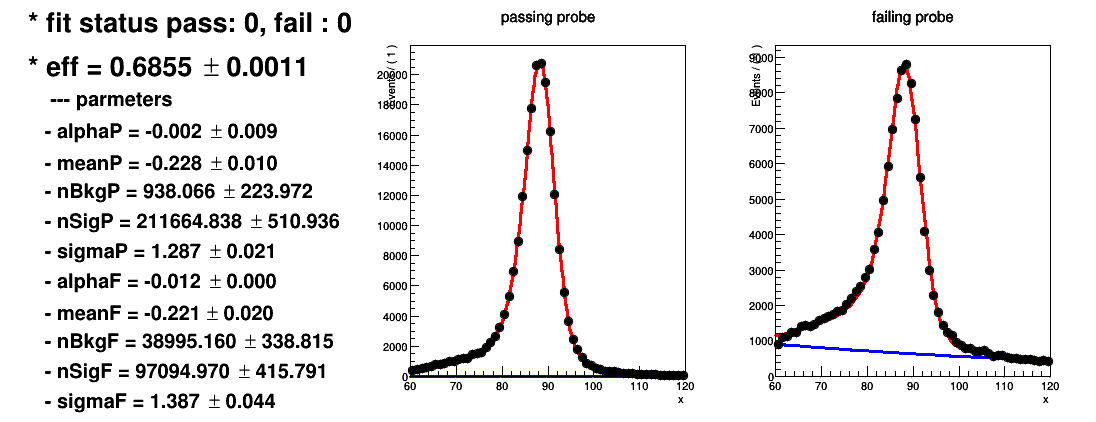 * fit status pass: 0, fail : 0
* eff = 0.6855 ± 0.0011
--- parmeters
- alphaP = -0.002 ± 0.009
- meanP = -0.228 ± 0.010
- nBkgP = 938.066 ± 223.972
- nSigP = 211664.838 ± 510.936
- sigmaP = 1.287 ± 0.021
- alphaF = -0.012 ± 0.000
- meanF = -0.221 ± 0.020
- nBkgF = 38995.160 ± 338.815
- nSigF = 97094.970 ± 415.791
- sigmaF = 1.387 ± 0.044
passing probe
Events / ( 1 )
20000
18000
16000
14000
12000
10000
8000
6000
4000
2000
0
60 70 80 90 100 110 120
x
failing probe
Events / ( 1 )
9000
8000
7000
6000
5000
4000
3000
2000
1000
0
60 70 80 90 100 110 120
x